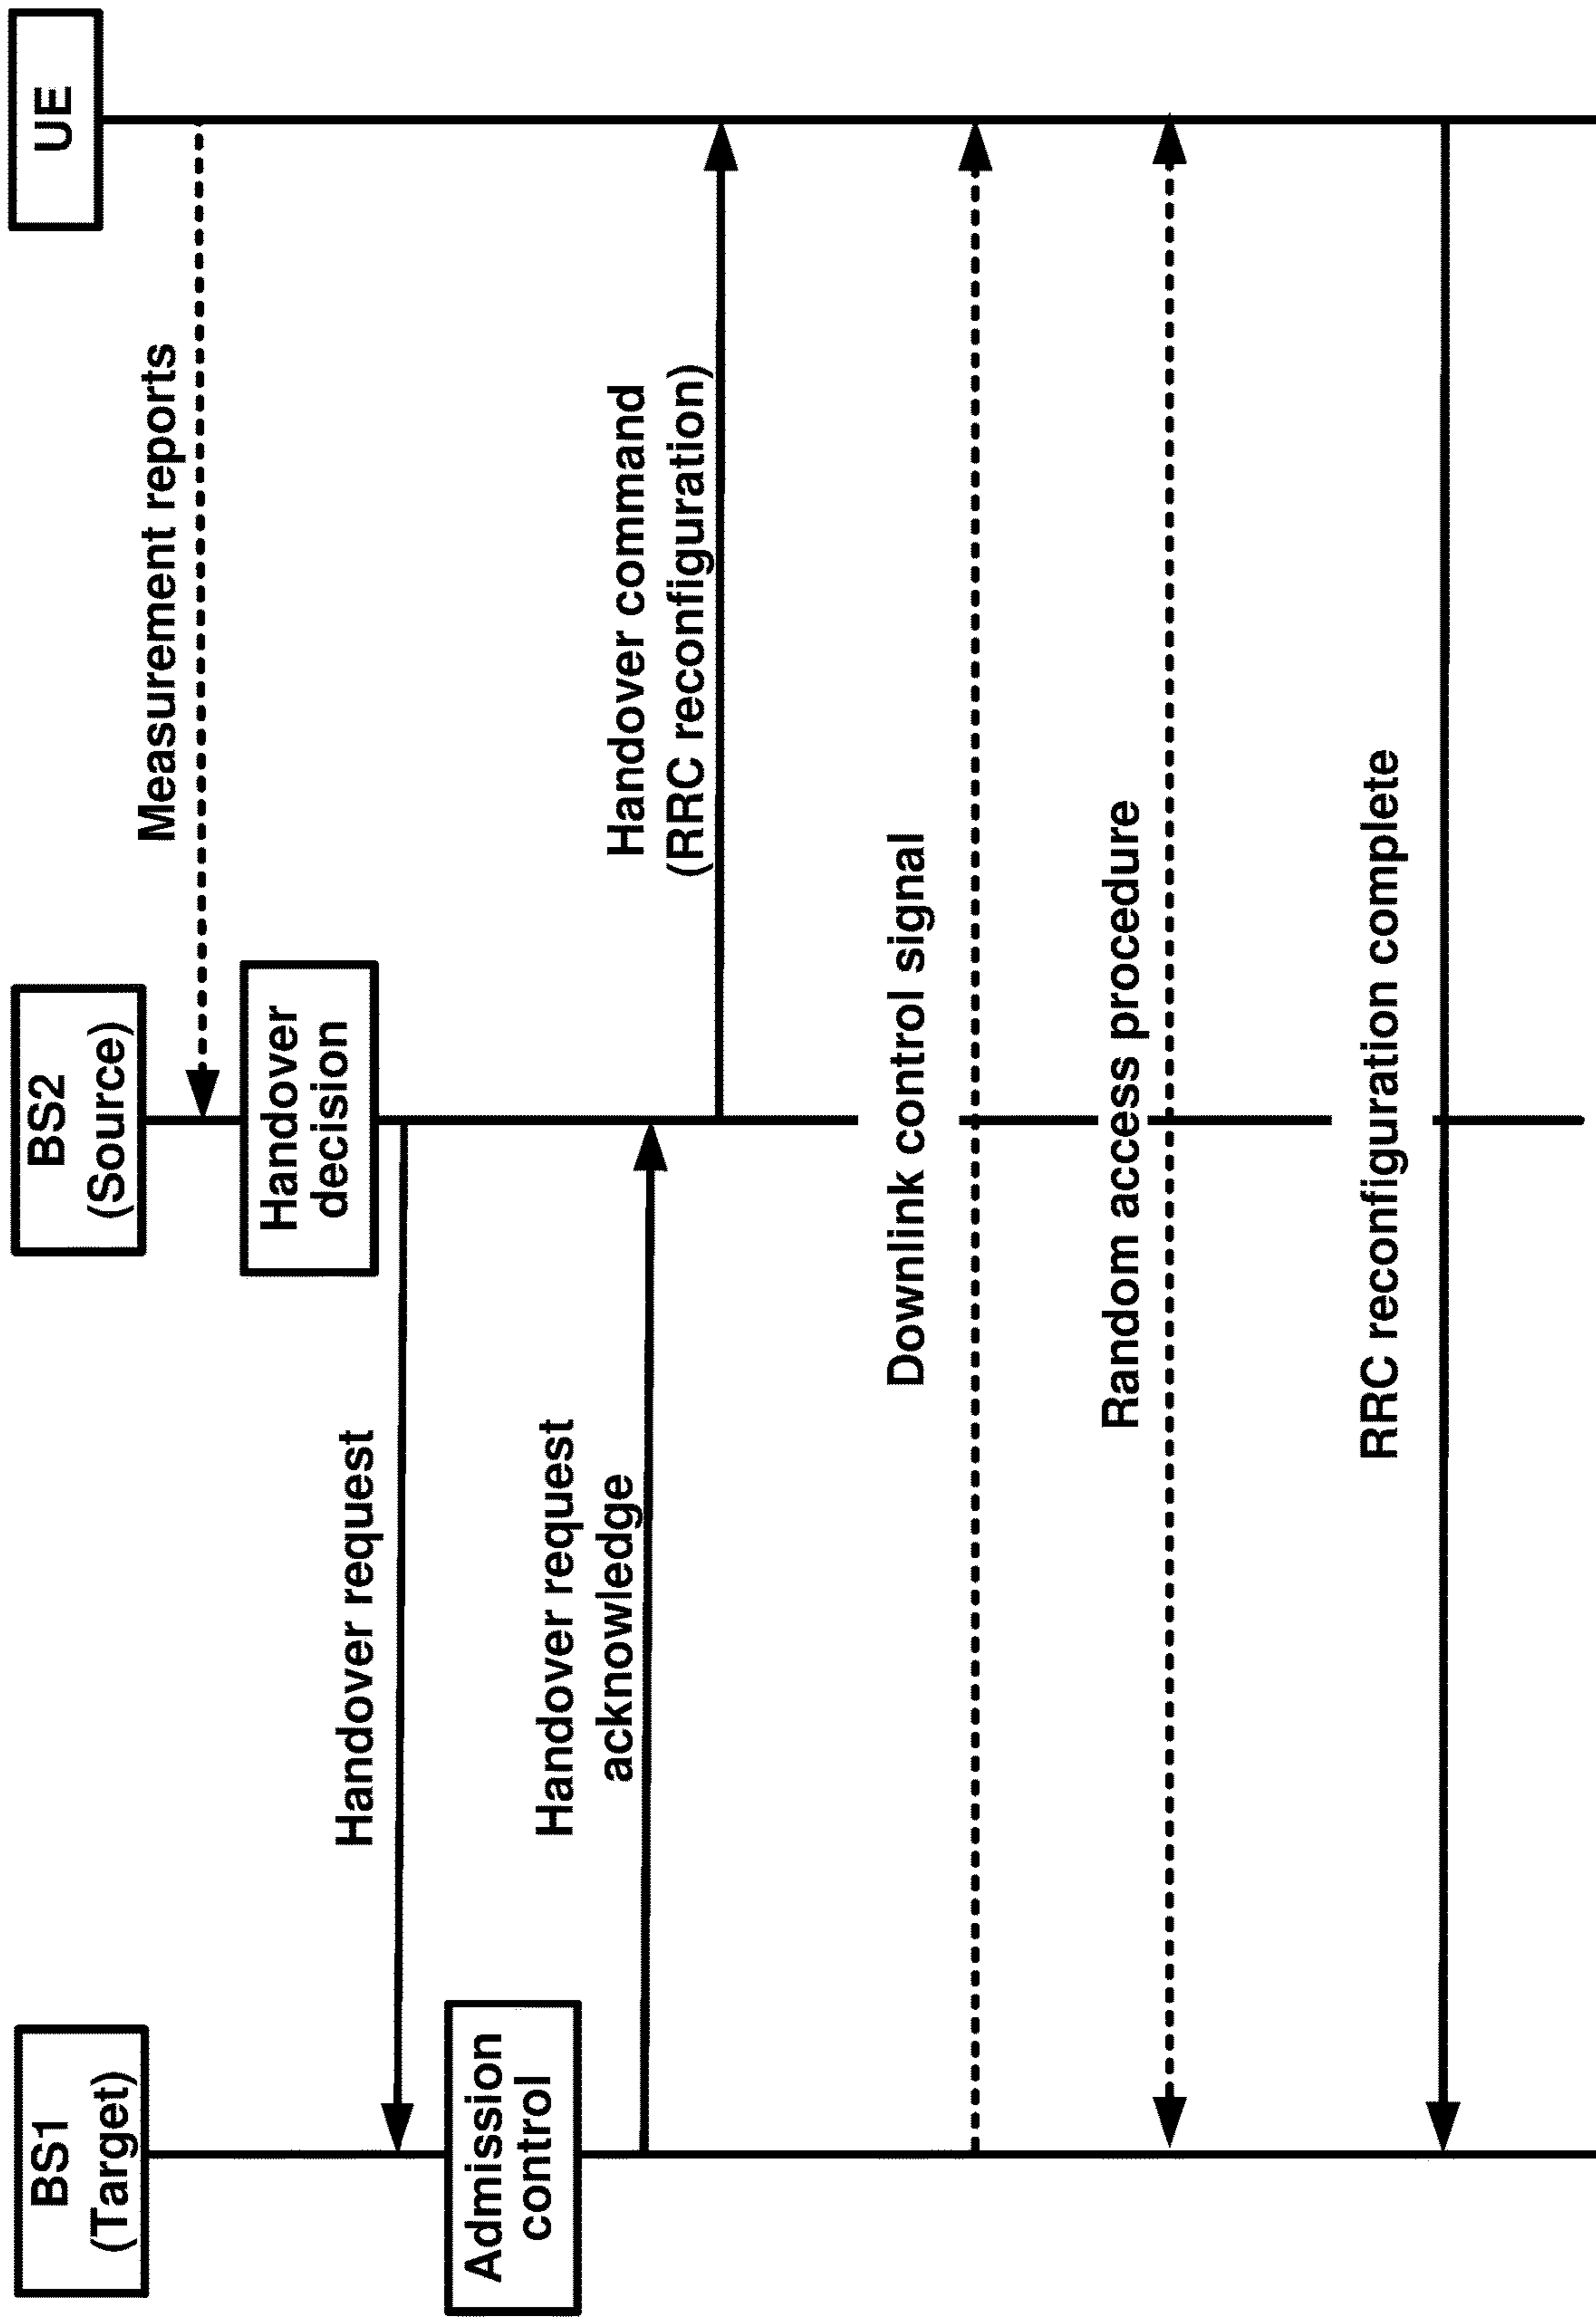 BS1
(Target)
BS2
(Source)
UE
Measurement reports
Handover
decision
Handover request
Admission
control
Handover request
acknowledge
Handover command
(RRC reconfiguration)
Downlink control signal
Random access procedure
RRC reconfiguration complete